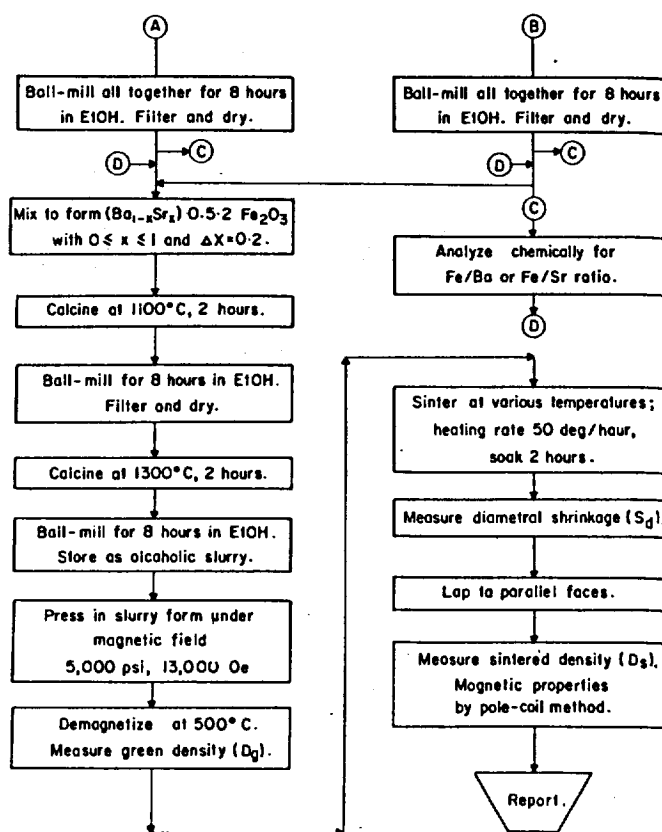 A
Ball-mill all together for 8 hours
in EtOH. Filter and dry.
C
D
Mix to form (Ba1-xSrx) O·5·2 Fe2O3
with 0 ≤ x ≤ 1 and ΔX=0·2.
Calcine at 1100°C, 2 hours.
Ball-mill for 8 hours in EtOH.
Filter and dry.
Calcine at 1300°C, 2 hours.
Ball-mill for 8 hours in EtOH.
Store as alcoholic slurry.
Press in slurry form under
magnetic field
5,000 psi, 13,000 Oe
Demagnetize at 500°C.
Measure green density (Dg)
B
Ball-mill all together for 8 hours
in EtOH. Filter and dry.
C
D
C
Analyze chemically for
Fe/Ba or Fe/Sr ratio.
D
Sinter at various temperatures;
heating rate 50 deg/hour,
soak 2 hours.
Measure diametral shrinkage (Sd)
Lap to parallel faces.
Measure sintered density (Ds).
Magnetic properties
by pole-coil method.
Report.